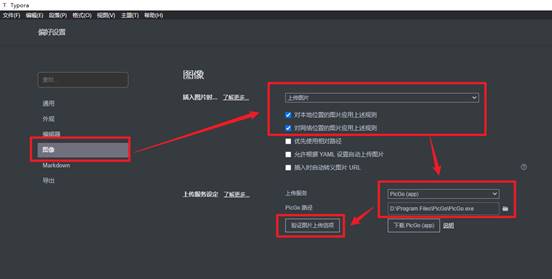 Typora
文件(F) 编辑(E) 段落(P) 格式(O) 视图(V) 主题(T) 帮助(H)
偏好设置
图像
查找...
通用
外观
编辑器
图像
Markdown
导出
插入图片时... 了解更多...
上传图片
对本地位置的图片应用上述规则
对网络位置的图片应用上述规则
优先使用相对路径
允许根据 YAML 设置自动上传图片
插入时自动转义图片 URL
上传服务设定 了解更多...
上传服务
PicGo (app)
PicGo 路径
D:\Program Files\PicGo\PicGo.exe
验证图片上传选项
下载 PicGo (app)
说明